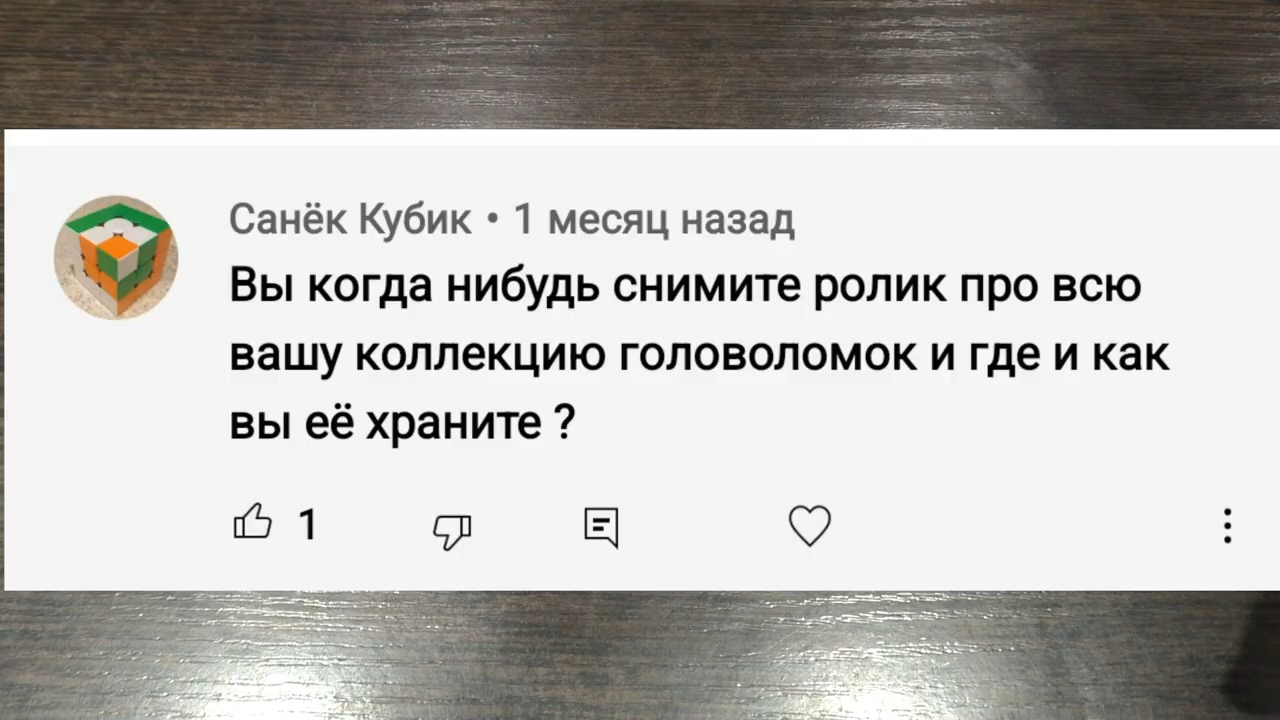 Санёк Кубик • 1 месяц назад
Вы когда нибудь снимите ролик про всю
вашу коллекцию головоломок и где и как
вы её храните ?
1